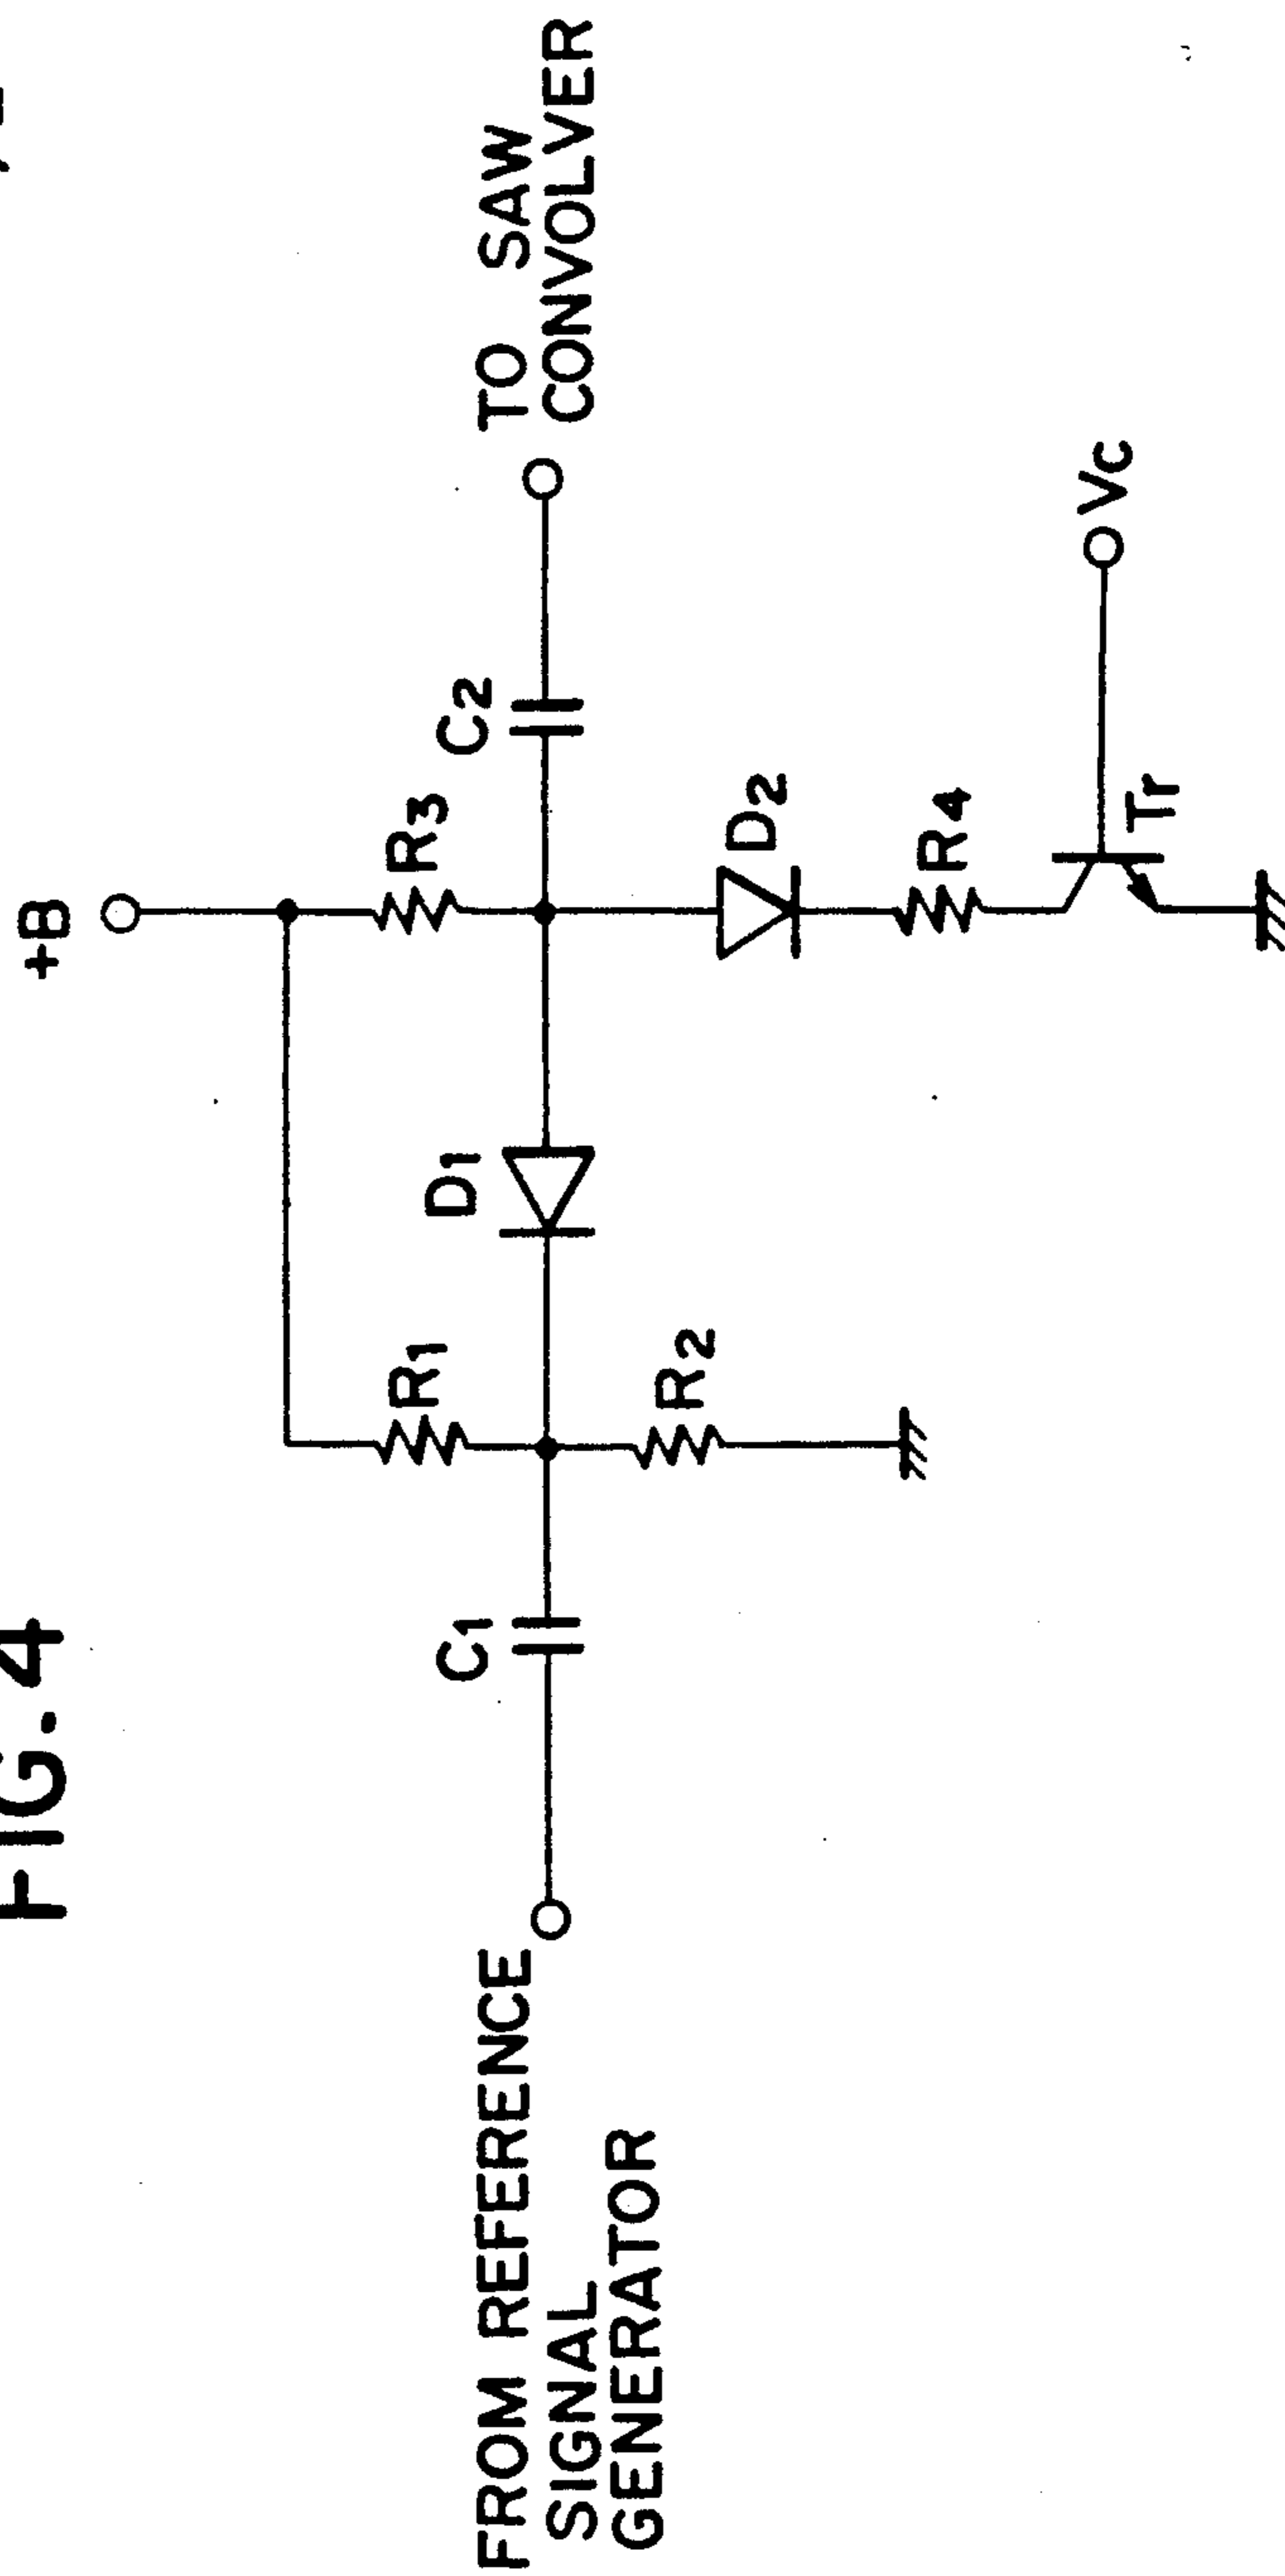 FIG. 4
+B
R1
R3
D1
C1
C2
FROM REFERENCE
SIGNAL
GENERATOR
TO SAW
CONVOLVER
R2
D2
R4
Tr
Vc